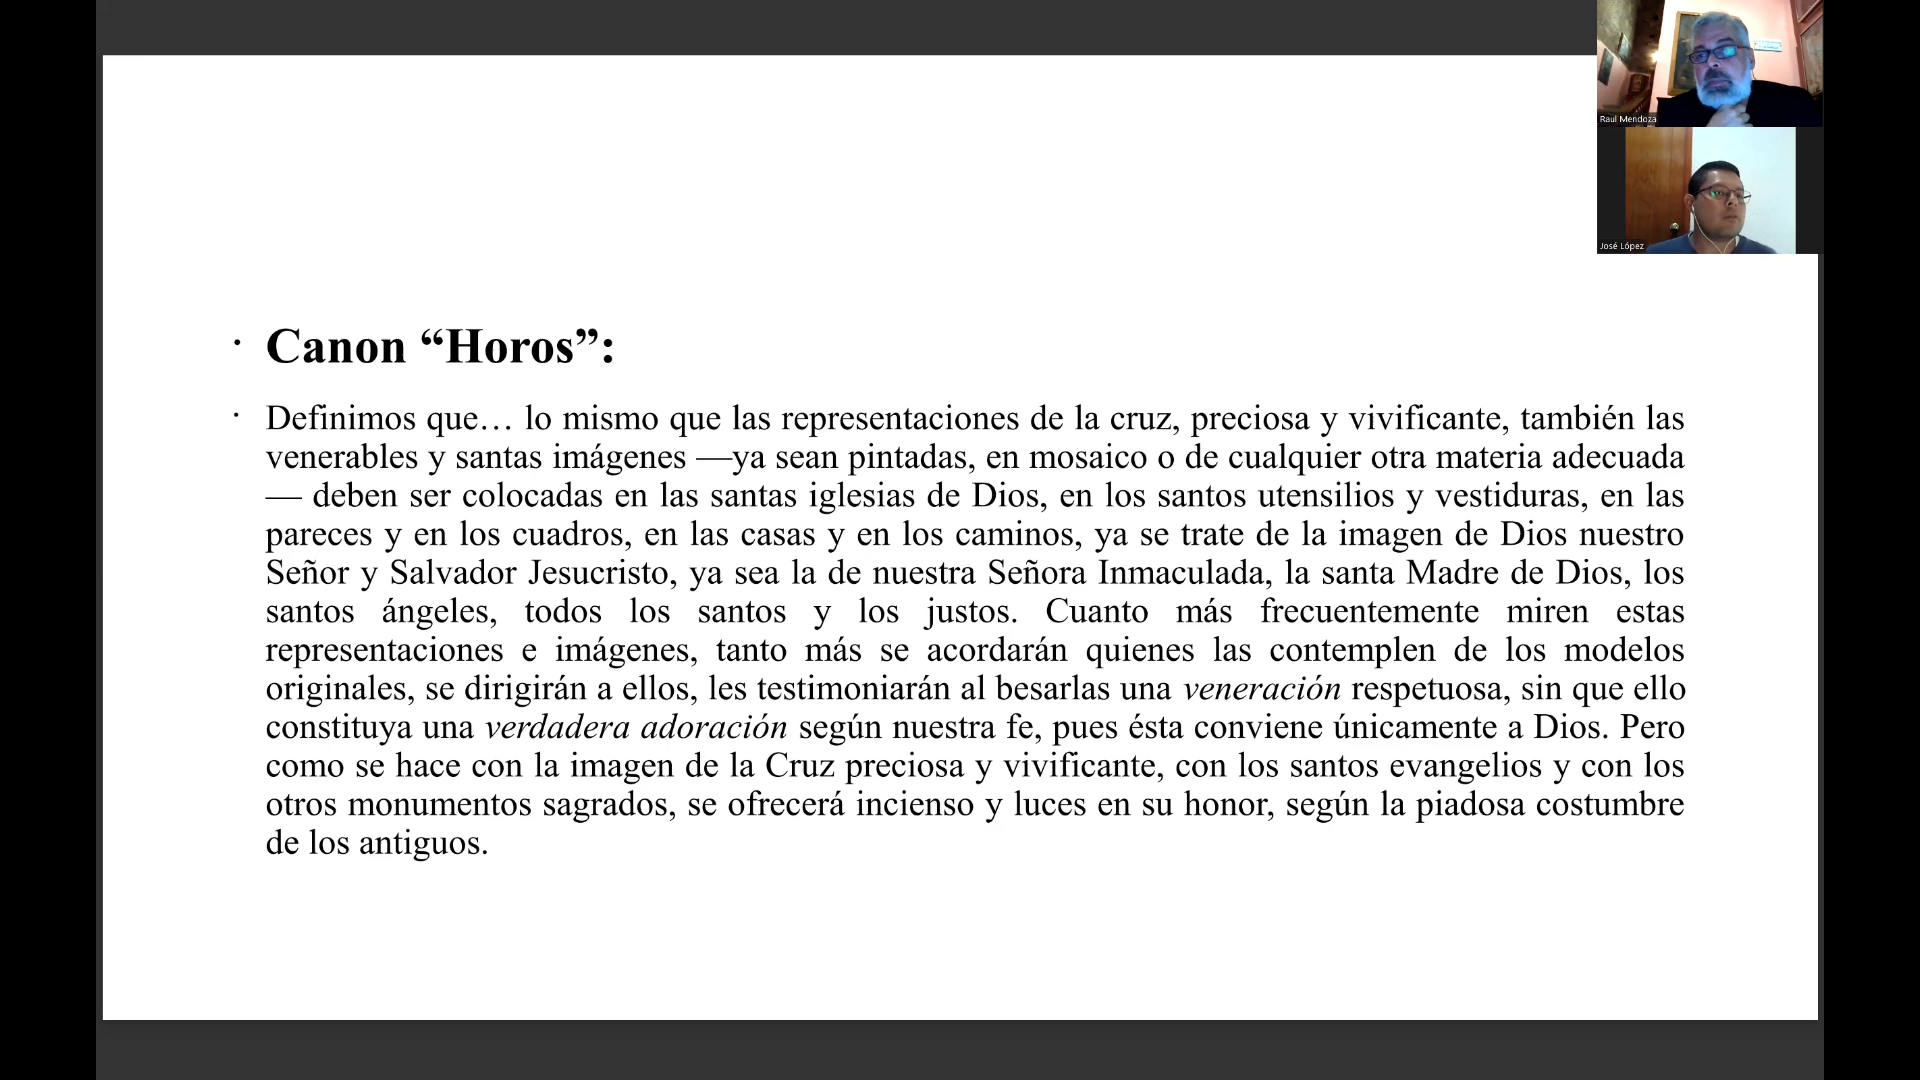 Raul Mendoza
José López
· Canon “Horos”:
· Definimos que… lo mismo que las representaciones de la cruz, preciosa y vivificante, también las
venerables y santas imágenes —ya sean pintadas, en mosaico o de cualquier otra materia adecuada
— deben ser colocadas en las santas iglesias de Dios, en los santos utensilios y vestiduras, en las
pareces y en los cuadros, en las casas y en los caminos, ya se trate de la imagen de Dios nuestro
Señor y Salvador Jesucristo, ya sea la de nuestra Señora Inmaculada, la santa Madre de Dios, los
santos ángeles, todos los santos y los justos. Cuanto más frecuentemente miren estas
representaciones e imágenes, tanto más se acordarán quienes las contemplen de los modelos
originales, se dirigirán a ellos, les testimoniarán al besarlas una veneración respetuosa, sin que ello
constituya una verdadera adoración según nuestra fe, pues ésta conviene únicamente a Dios. Pero
como se hace con la imagen de la Cruz preciosa y vivificante, con los santos evangelios y con los
otros monumentos sagrados, se ofrecerá incienso y luces en su honor, según la piadosa costumbre
de los antiguos.